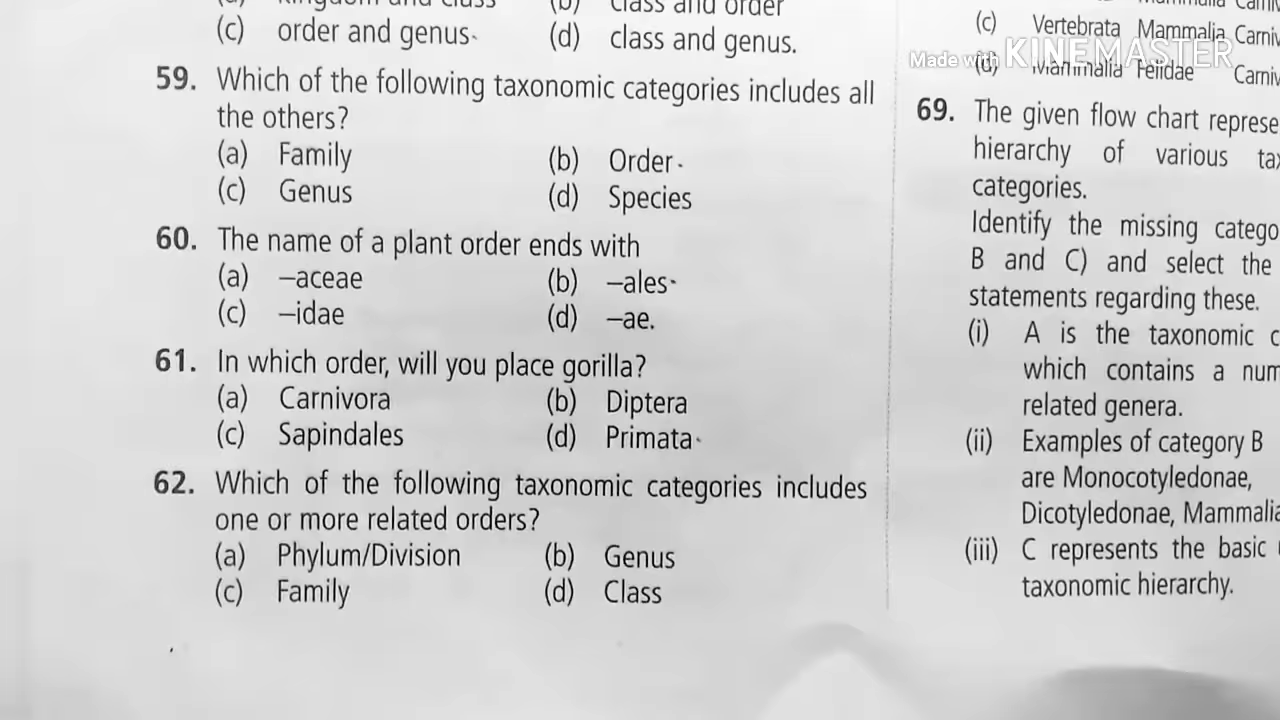 (c) order and genus
(d) class and genus.
59. Which of the following taxonomic categories includes all
the others?
(a) Family
(b) Order
(c) Genus
(d) Species
60. The name of a plant order ends with
(a) –aceae
(b) –ales
(c) –idae
(d) –ae.
61. In which order, will you place gorilla?
(a) Carnivora
(b) Diptera
(c) Sapindales
(d) Primata
62. Which of the following taxonomic categories includes
one or more related orders?
(a) Phylum/Division
(b) Genus
(c) Family
(d) Class
(c) Vertebrata Mammalia
Made with KINEMASTER
(d) Mammalia Felidae
69. The given flow chart
hierarchy of various
categories.
Identify the missing
B and C) and select the
statements regarding these.
(i) A is the taxonomic
which contains a
related genera.
(ii) Examples of category B
are Monocotyledonae,
Dicotyledonae,
(iii) C represents the basic
taxonomic hierarchy.